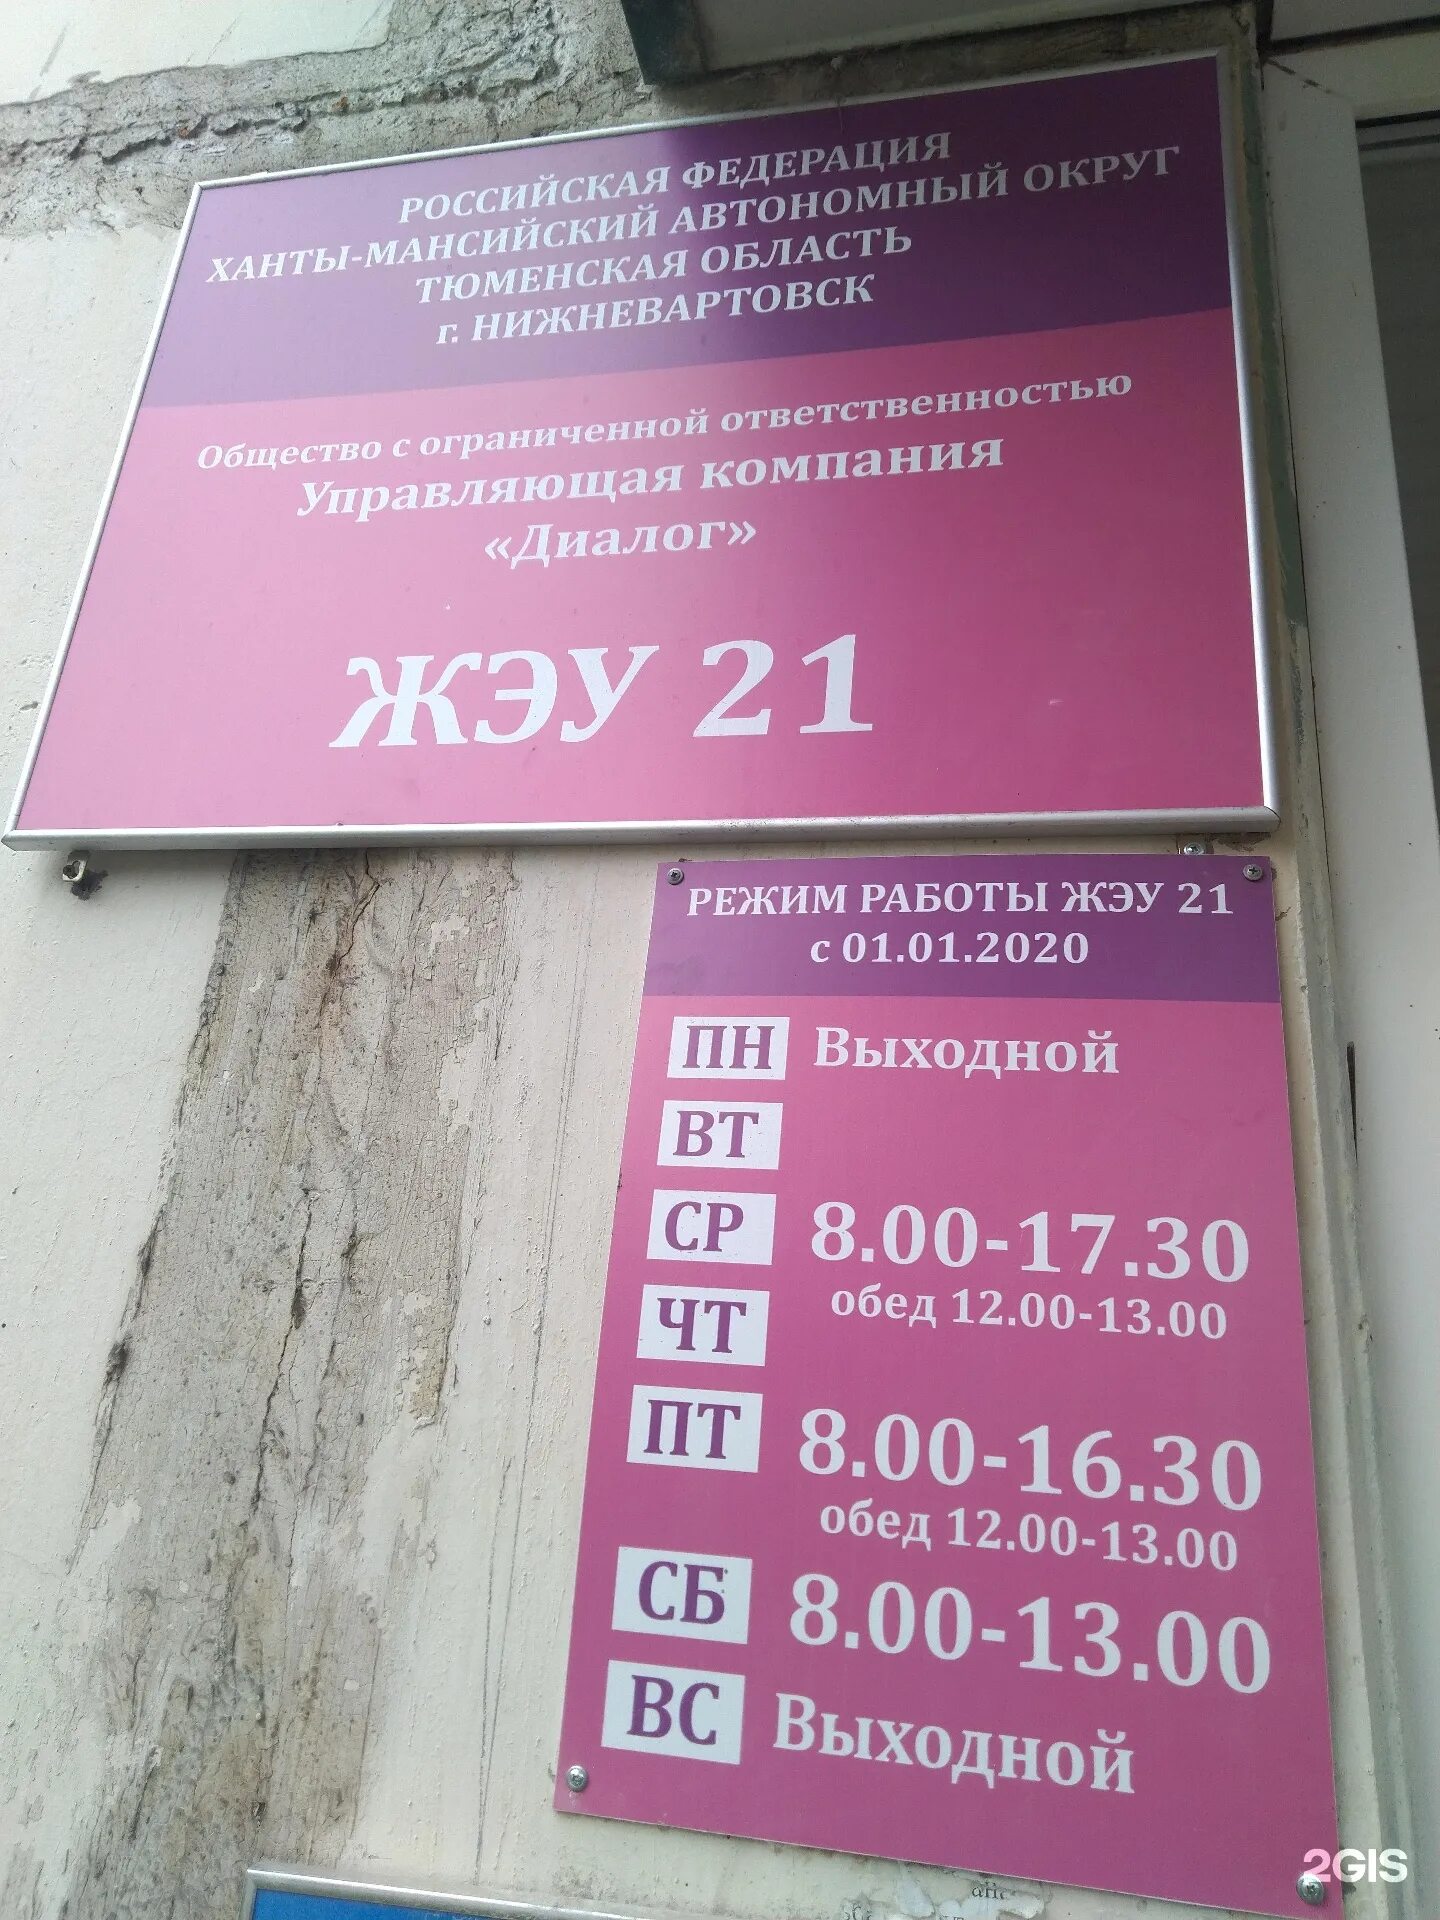 РОССИЙСКАЯ ФЕДЕРАЦИЯ
ХАНТЫ-МАНСИЙСКИЙ АВТОНОМНЫЙ ОКРУГ
ТЮМЕНСКАЯ ОБЛАСТЬ
г. НИЖНЕВАРТОВСК
Общество с ограниченной ответственностью
Управляющая компания
«Диалог»
ЖЭУ 21
РЕЖИМ РАБОТЫ ЖЭУ 21
с 01.01.2020
ПН Выходной
ВТ
СР 8.00-17.30
обед 12.00-13.00
ЧТ
ПТ 8.00-16.30
обед 12.00-13.00
СБ 8.00-13.00
ВС Выходной
2GIS